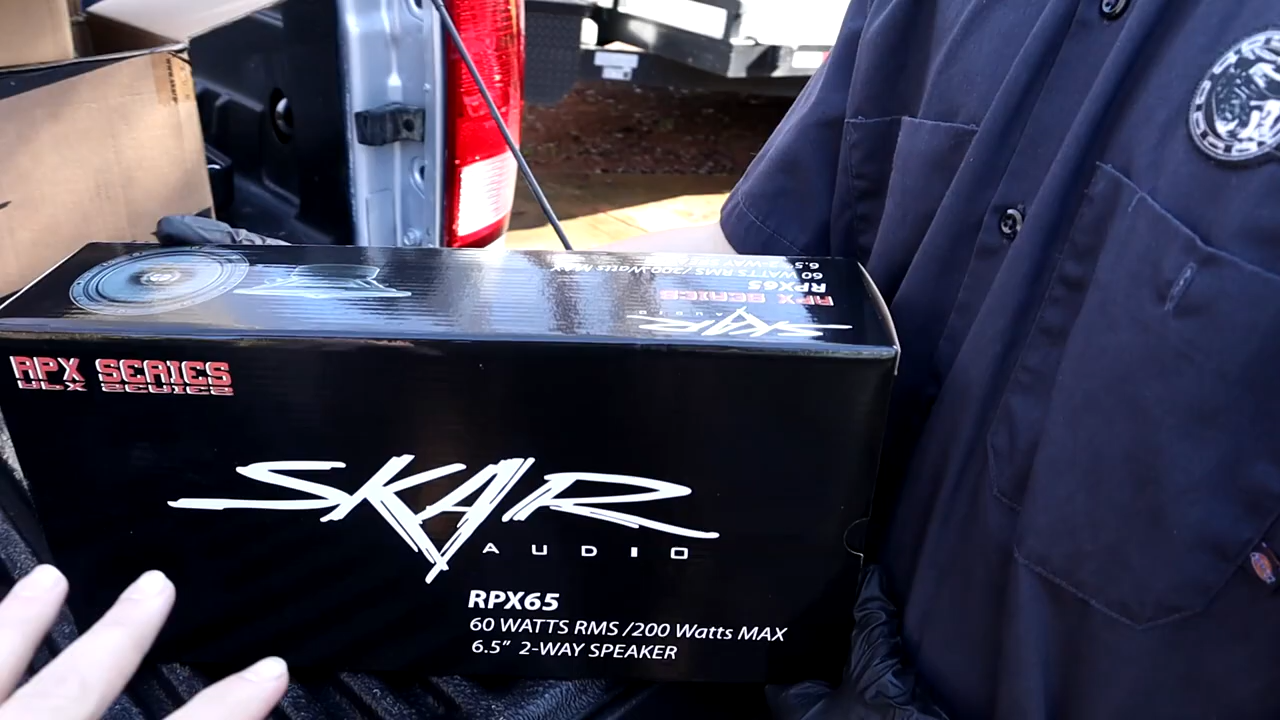 60 WATTS RMS /200 Watts MAX
RPX65
RPX SERIES
SKAR
AUDIO
RPX SERIES
SKAR
AUDIO
RPX65
60 WATTS RMS /200 Watts MAX
6.5” 2-WAY SPEAKER